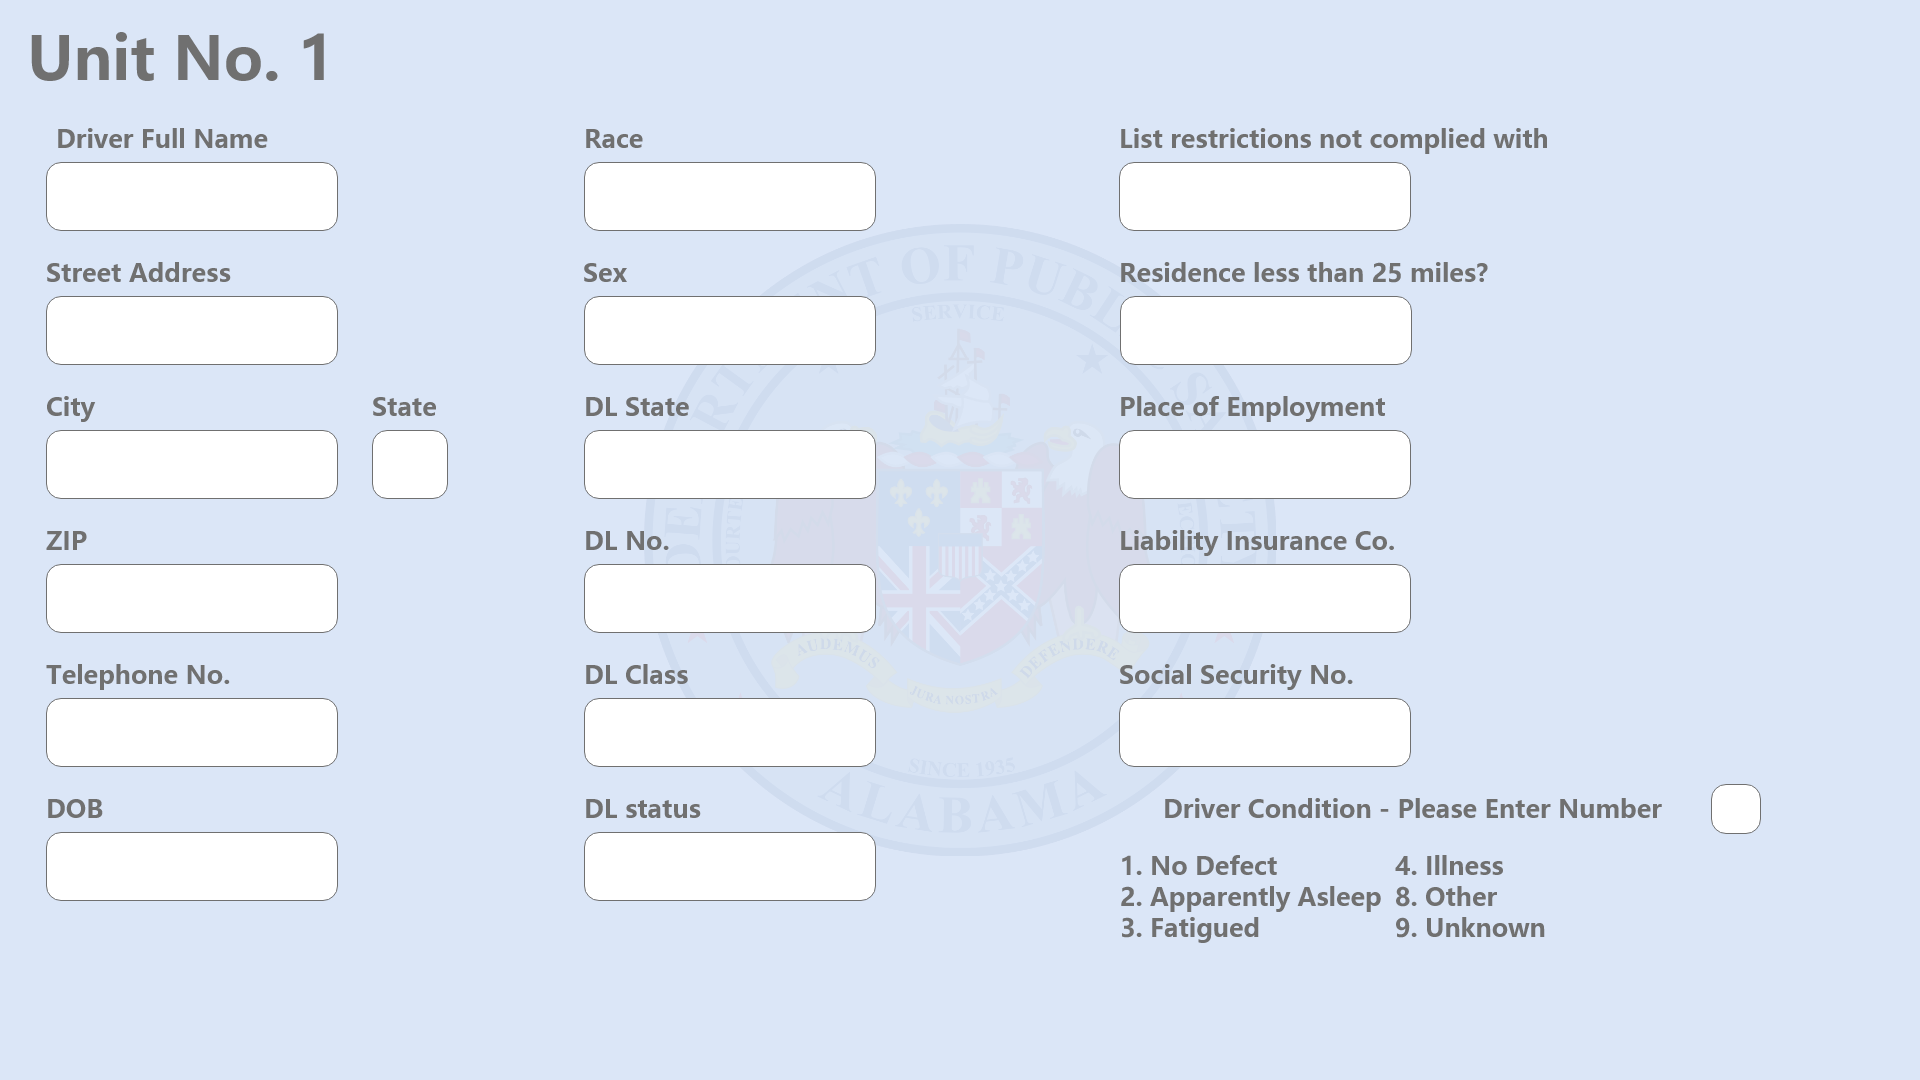 Unit No. 1
Driver Full Name
Race
List restrictions not complied with
Street Address
Sex
Residence less than 25 miles?
City
State
DL State
Place of Employment
ZIP
DL No.
Liability Insurance Co.
Telephone No.
DL Class
Social Security No.
DOB
DL status
Driver Condition - Please Enter Number
1. No Defect
4. Illness
2. Apparently Asleep
8. Other
3. Fatigued
9. Unknown
OF PUBL
SERVICE
AUDEMUS
JURA NOSTRA
DEFENDERE
SINCE 1935
ALABAMA